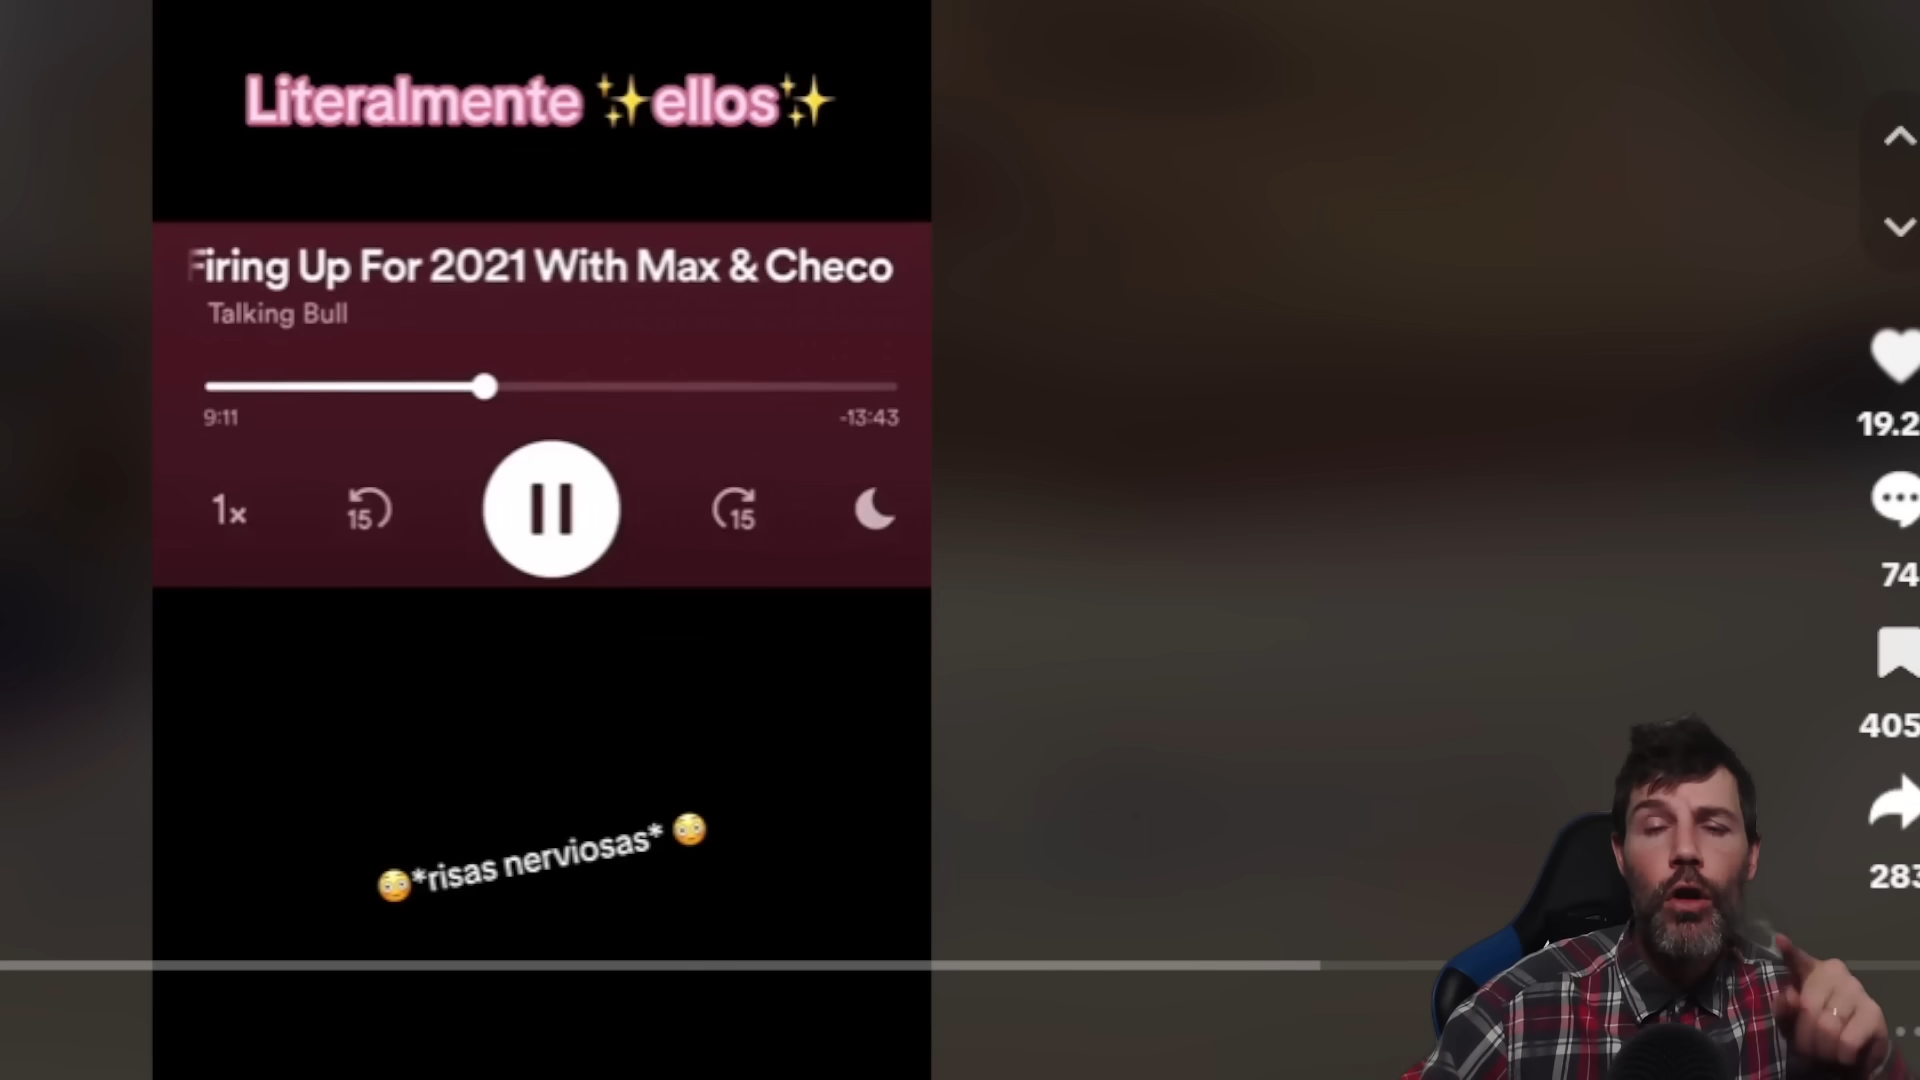 Literalmente ✨ellos✨
Firing Up For 2021 With Max & Checo
Talking Bull
9:11
-13:43
1x
15
15
😳*risas nerviosas* 😳
19.2
74
405
283